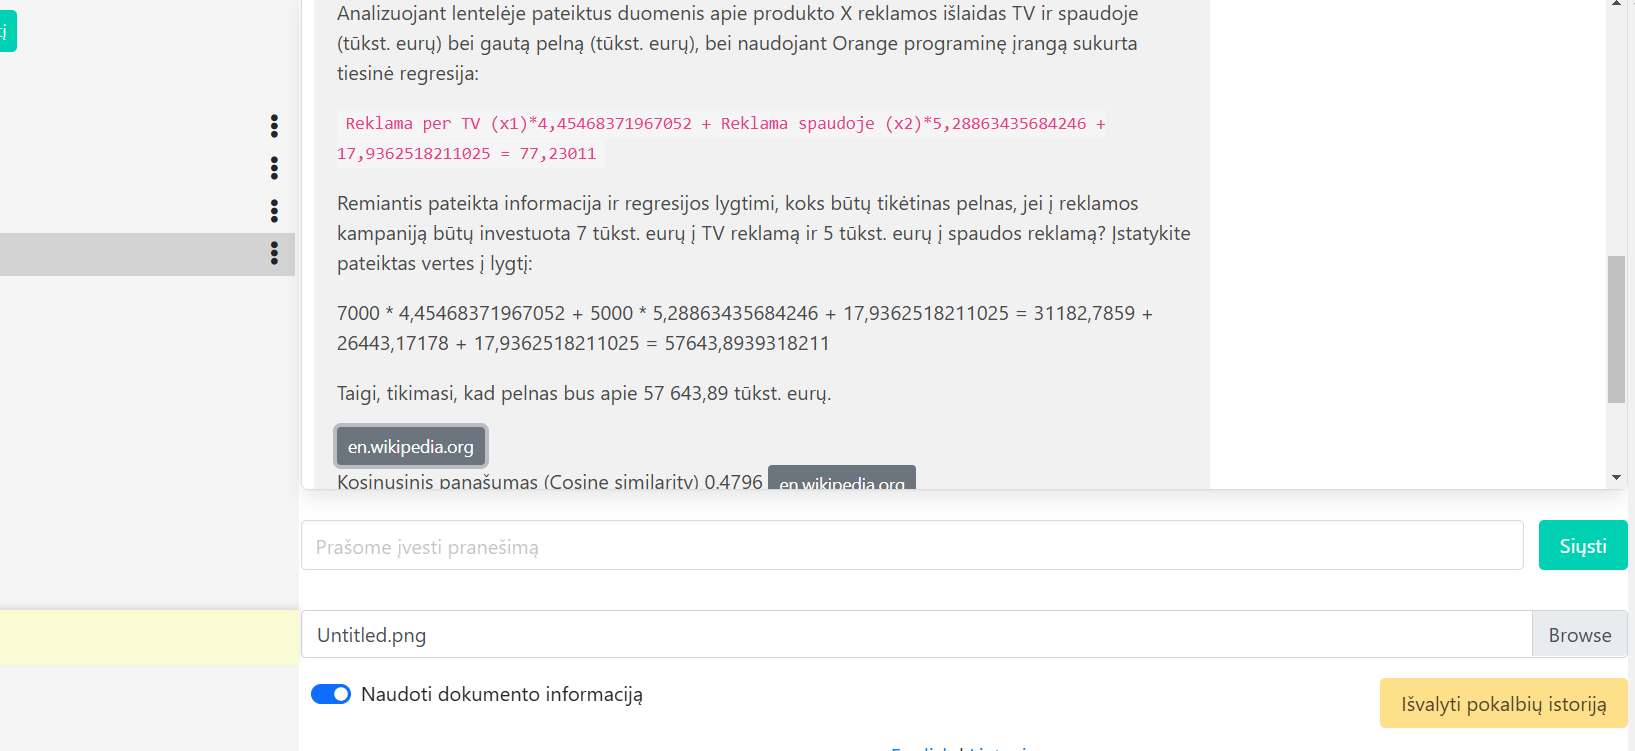 Analizuojant lentelėje pateiktus duomenis apie produkto X reklamos išlaidas TV ir spaudoje
(tūkst. eurų) bei gautą pelną (tūkst. eurų), bei naudojant Orange programinę įrangą sukurta
tiesinė regresija:
Reklama per TV (x1)*4,45468371967052 + Reklama spaudoje (x2)*5,28863435684246 +
17,9362518211025 = 77,23011
Remiantis pateikta informacija ir regresijos lygtimi, koks būtų tikėtinas pelnas, jei į reklamos
kampaniją būtų investuota 7 tūkst. eurų į TV reklamą ir 5 tūkst. eurų į spaudos reklamą? Įstatykite
pateiktas vertes į lygtį:
7000 * 4,45468371967052 + 5000 * 5,28863435684246 + 17,9362518211025 = 31182,7859 +
26443,17178 + 17,9362518211025 = 57643,8939318211
Taigi, tikimasi, kad pelnas bus apie 57 643,89 tūkst. eurų.
en.wikipedia.org
Kosinusinis panašumas (Cosine similarity) 0.4796 en.wikipedia.org
Prašome įvesti pranešimą
Siųsti
Untitled.png
Browse
Naudoti dokumento informaciją
Išvalyti pokalbių istoriją